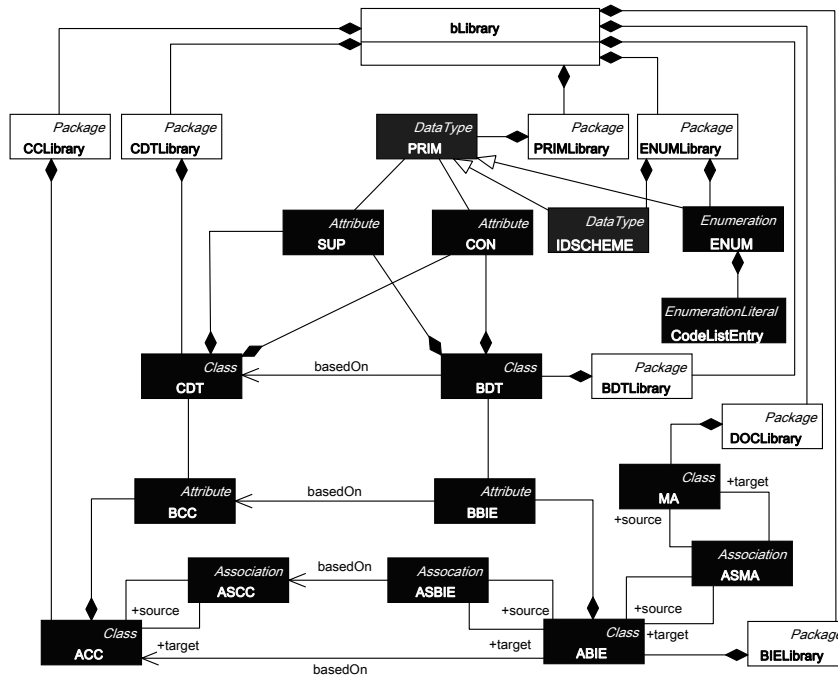 bLibrary
Package
CCLibrary
Package
CDTLibrary
DataType
PRIM
Package
PRIMLibrary
Package
ENUMLibrary
Attribute
SUP
Attribute
CON
DataType
IDSCHEME
Enumeration
ENUM
EnumerationLiteral
CodeListEntry
Class
CDT
basedOn
Class
BDT
Package
BDTLibrary
Package
DOCLibrary
Class
MA
+target
+source
Attribute
BCC
basedOn
Attribute
BBIE
Association
ASCC
basedOn
Association
ASBIE
Association
ASMA
+source
+source
+source
Class
ACC
+target
+target
Class
ABIE
+target
Package
BIELibrary
basedOn